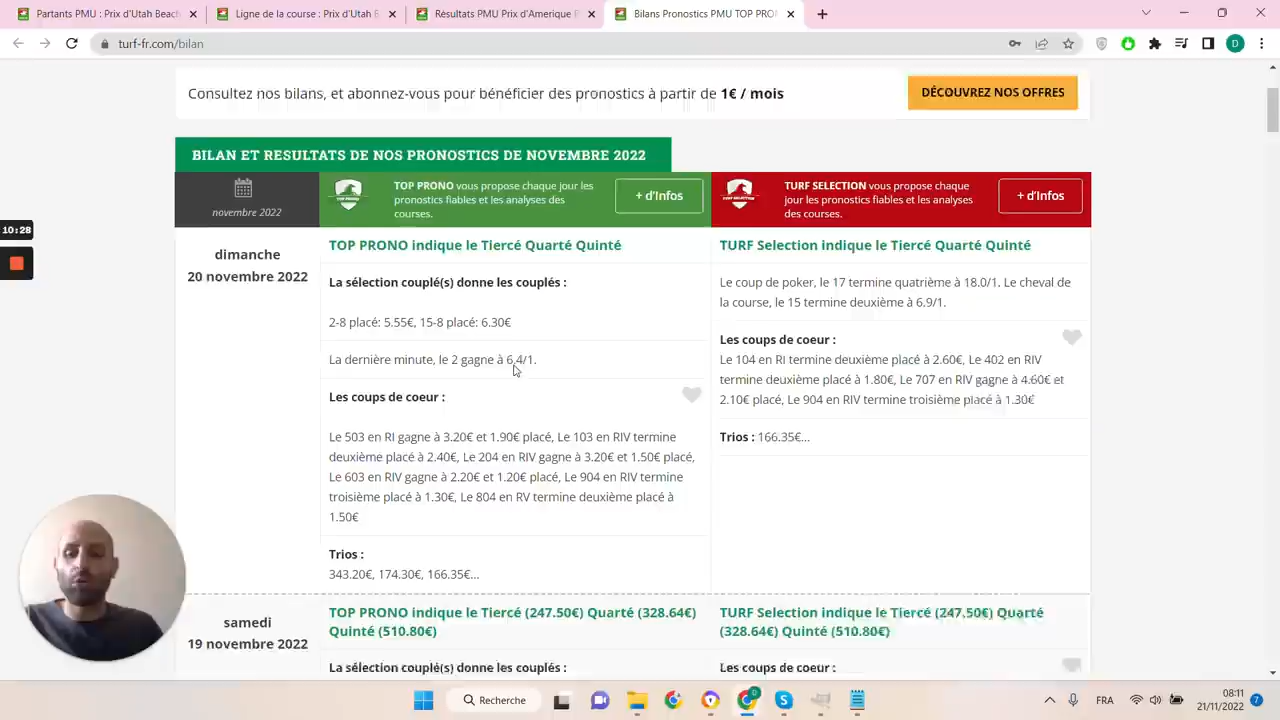 Résultats PMU : Prix d'Utah Beach
Ligne de la course : Prix d'Utah B
Résultats PMU Prix d'Amerique B
Bilans Pronostics PMU TOP PRO
turf-fr.com/bilan
D
Consultez nos bilans, et abonnez-vous pour bénéficier des pronostics à partir de 1€ / mois
DÉCOUVREZ NOS OFFRES
BILAN ET RESULTATS DE NOS PRONOSTICS DE NOVEMBRE 2022
novembre 2022
TOP PRONO
TOP PRONO vous propose chaque jour les
pronostics fiables et les analyses des
courses.
+ d'Infos
TURF SELECTION
TURF SELECTION vous propose chaque
jour les pronostics fiables et les analyses
des courses.
+ d'Infos
10:28
dimanche
20 novembre 2022
TOP PRONO indique le Tiercé Quarté Quinté
La sélection couplé(s) donne les couplés :
2-8 placé: 5.55€, 15-8 placé: 6.30€
La dernière minute, le 2 gagne à 6.4/1.
Les coups de coeur :
Le 503 en RI gagne à 3.20€ et 1.90€ placé, Le 103 en RIV termine
deuxième placé à 2.40€, Le 204 en RIV gagne à 3.20€ et 1.50€ placé,
Le 603 en RIV gagne à 2.20€ et 1.20€ placé, Le 904 en RIV termine
troisième placé à 1.30€, Le 804 en RV termine deuxième placé à
1.50€
Trios :
343.20€, 174.30€, 166.35€...
TURF Selection indique le Tiercé Quarté Quinté
Le coup de poker, le 17 termine quatrième à 18.0/1. Le cheval de
la course, le 15 termine deuxième à 6.9/1.
Les coups de coeur :
Le 104 en RI termine deuxième placé à 2.60€, Le 402 en RIV
termine deuxième placé à 1.80€, Le 707 en RIV gagne à 4.60€ et
2.10€ placé, Le 904 en RIV termine troisième placé à 1.30€
Trios : 166.35€...
samedi
19 novembre 2022
TOP PRONO indique le Tiercé (247.50€) Quarté (328.64€)
Quinté (510.80€)
La sélection couplé(s) donne les couplés :
TURF Selection indique le Tiercé (247.50€) Quarté
(328.64€) Quinté (510.80€)
Les coups de coeur :
Recherche
FRA
08:11
21/11/2022
7